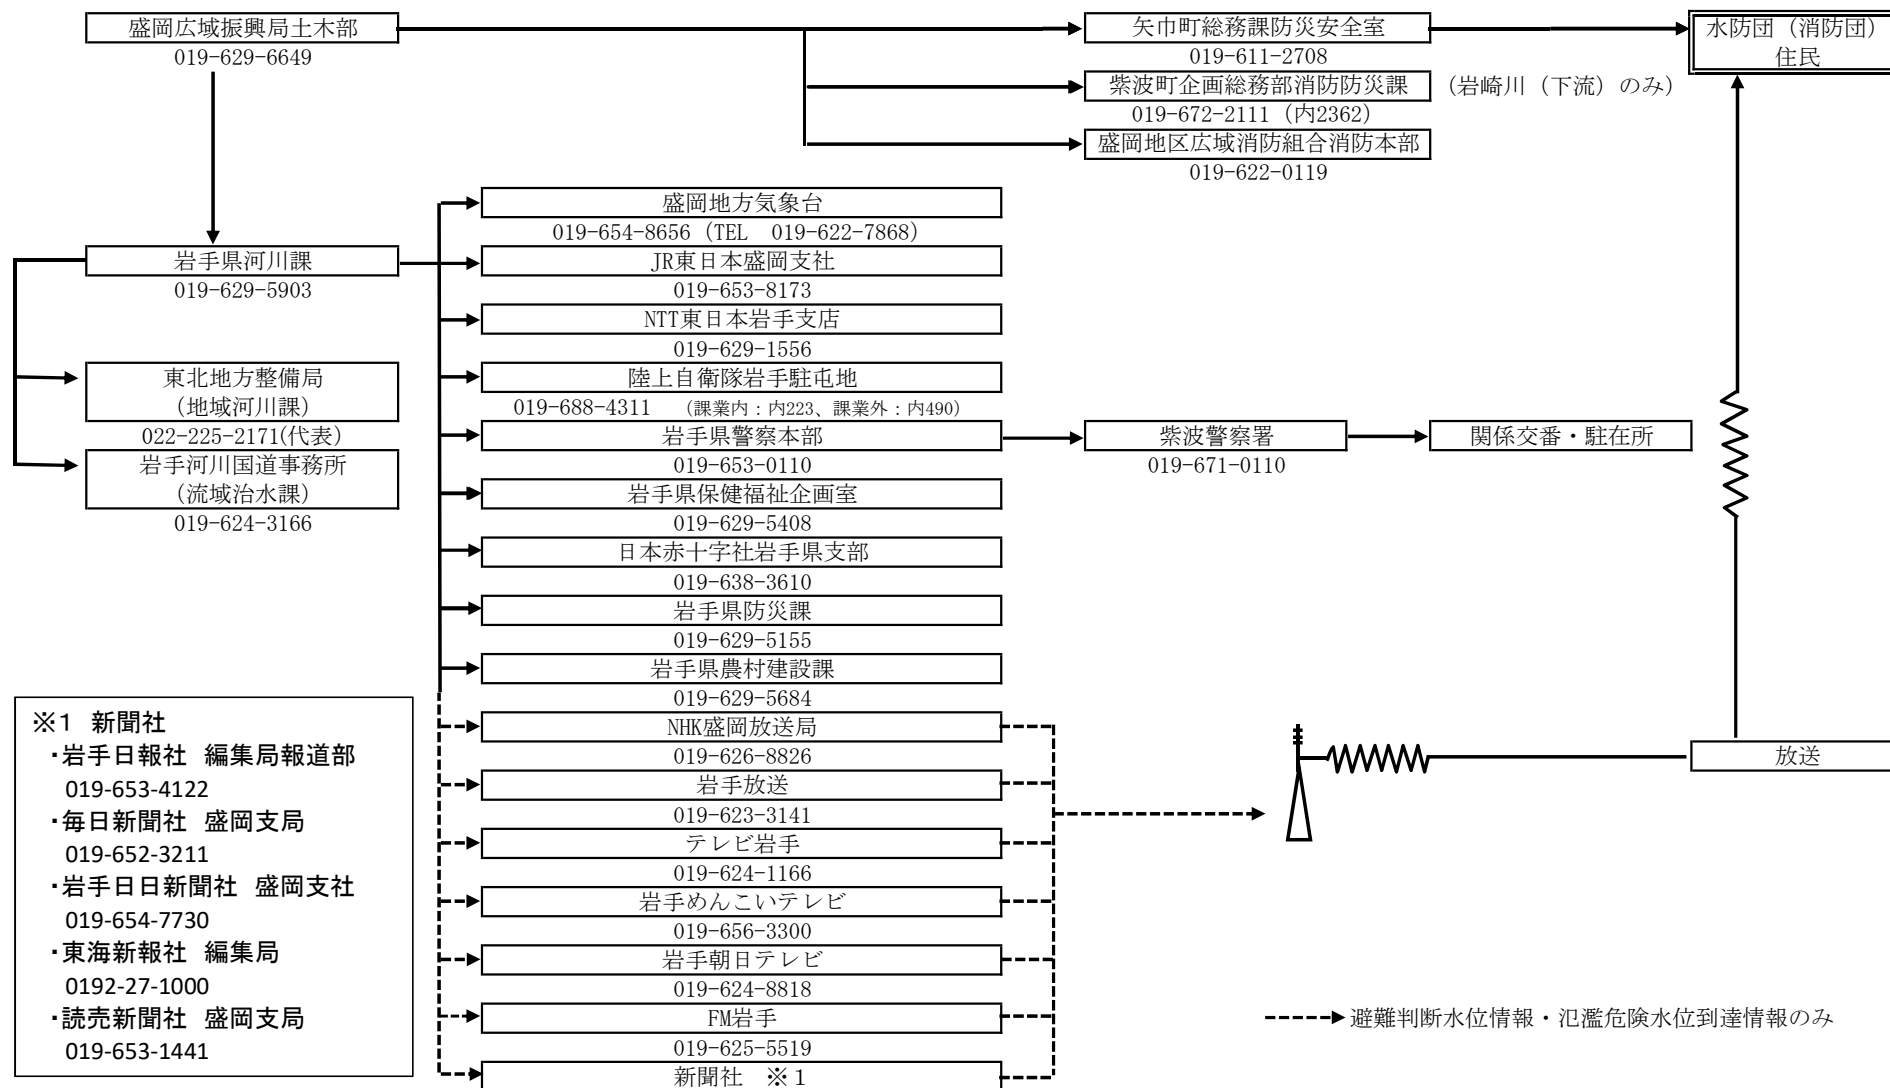 盛岡広域振興局土木部
019-629-6649
矢巾町総務課防災安全室
019-611-2708
水防団（消防団）
住民
紫波町企画総務部消防防災課
（岩崎川（下流）のみ）
019-672-2111（内2362）
盛岡地区広域消防組合消防本部
019-622-0119
盛岡地方気象台
019-654-8656（TEL　019-622-7868）
岩手県河川課
019-629-5903
JR東日本盛岡支社
019-653-8173
NTT東日本岩手支店
019-629-1556
東北地方整備局
（地域河川課）
022-225-2171(代表）
岩手河川国道事務所
（流域治水課）
019-624-3166
陸上自衛隊岩手駐屯地
019-688-4311　（課業内：内223、課業外：内490）
岩手県警察本部
019-653-0110
紫波警察署
019-671-0110
関係交番・駐在所
岩手県保健福祉企画室
019-629-5408
日本赤十字社岩手県支部
019-638-3610
岩手県防災課
019-629-5155
岩手県農村建設課
019-629-5684
NHK盛岡放送局
019-626-8826
岩手放送
019-623-3141
テレビ岩手
019-624-1166
岩手めんこいテレビ
019-656-3300
岩手朝日テレビ
019-624-8818
FM岩手
019-625-5519
新聞社　※１
放送
避難判断水位情報・氾濫危険水位到達情報のみ
※1　新聞社
・岩手日報社　編集局報道部
019-653-4122
・毎日新聞社　盛岡支局
019-652-3211
・岩手日日新聞社　盛岡支社
019-654-7730
・東海新報社　編集局
0192-27-1000
・読売新聞社　盛岡支局
019-653-1441